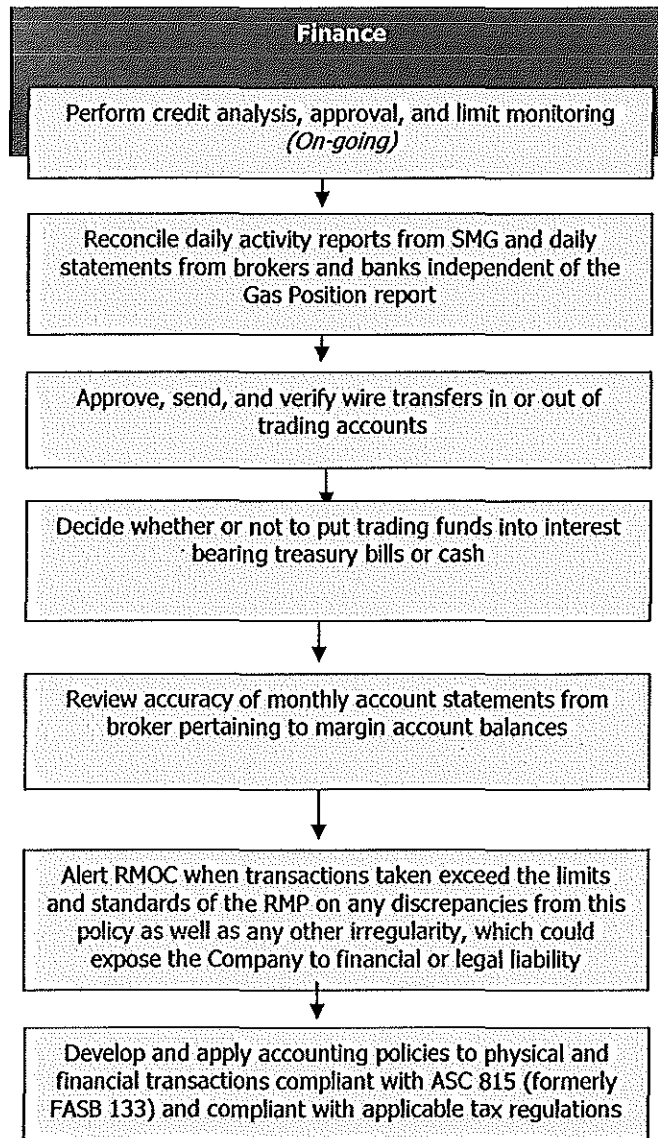 Finance
Perform credit analysis, approval, and limit monitoring
(On-going)
Reconcile daily activity reports from SMG and daily
statements from brokers and banks independent of the
Gas Position report
Approve, send, and verify wire transfers in or out of
trading accounts
Decide whether or not to put trading funds into interest
bearing treasury bills or cash
Review accuracy of monthly account statements from
broker pertaining to margin account balances
Alert RMOC when transactions taken exceed the limits
and standards of the RMP on any discrepancies from this
policy as well as any other irregularity, which could
expose the Company to financial or legal liability
Develop and apply accounting policies to physical and
financial transactions compliant with ASC 815 (formerly
FASB 133) and compliant with applicable tax regulations